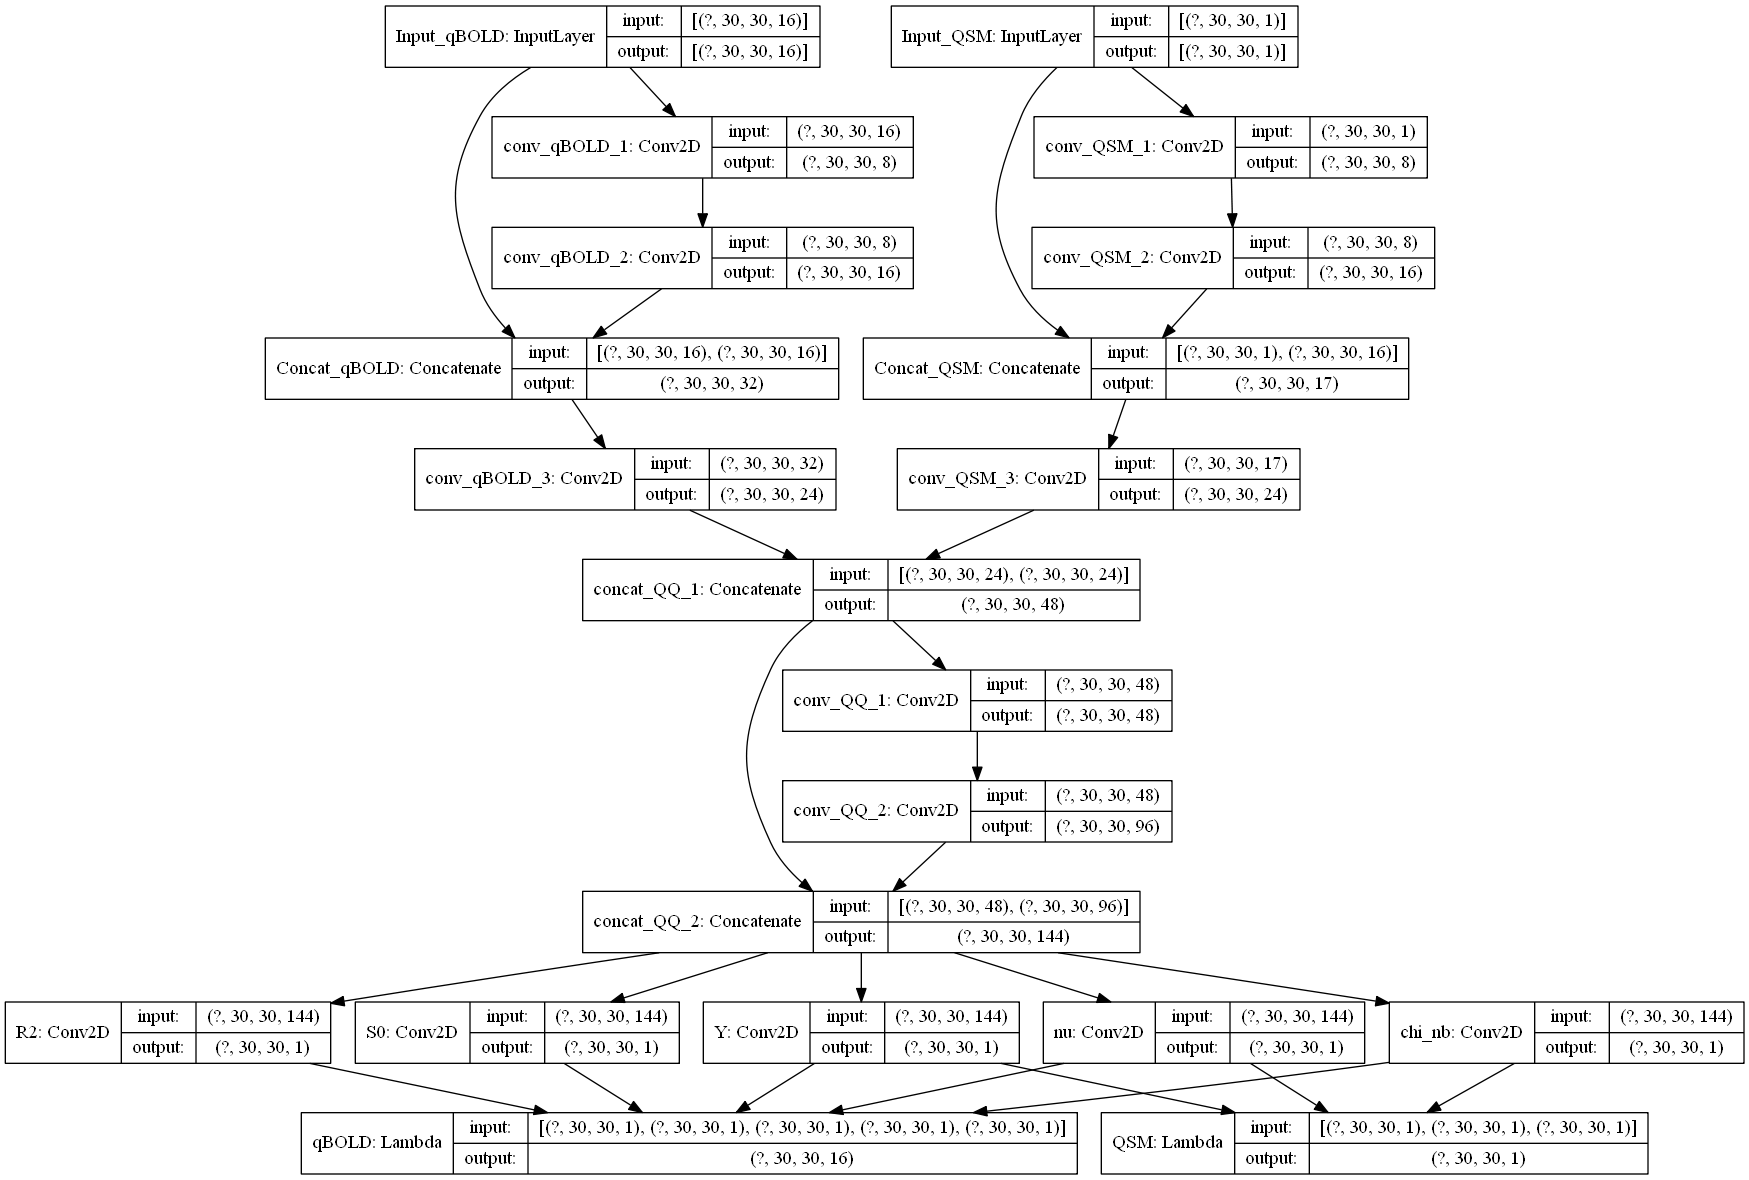 Input_qBOLD: InputLayer
input: [(?, 30, 30, 16)]
output: [(?, 30, 30, 16)]
Input_QSM: InputLayer
input: [(?, 30, 30, 1)]
output: [(?, 30, 30, 1)]
conv_qBOLD_1: Conv2D
input: (?, 30, 30, 16)
output: (?, 30, 30, 8)
conv_QSM_1: Conv2D
input: (?, 30, 30, 1)
output: (?, 30, 30, 8)
conv_qBOLD_2: Conv2D
input: (?, 30, 30, 8)
output: (?, 30, 30, 16)
conv_QSM_2: Conv2D
input: (?, 30, 30, 8)
output: (?, 30, 30, 16)
Concat_qBOLD: Concatenate
input: [(?, 30, 30, 16), (?, 30, 30, 16)]
output: (?, 30, 30, 32)
Concat_QSM: Concatenate
input: [(?, 30, 30, 1), (?, 30, 30, 16)]
output: (?, 30, 30, 17)
conv_qBOLD_3: Conv2D
input: (?, 30, 30, 32)
output: (?, 30, 30, 24)
conv_QSM_3: Conv2D
input: (?, 30, 30, 17)
output: (?, 30, 30, 24)
concat_QQ_1: Concatenate
input: [(?, 30, 30, 24), (?, 30, 30, 24)]
output: (?, 30, 30, 48)
conv_QQ_1: Conv2D
input: (?, 30, 30, 48)
output: (?, 30, 30, 48)
conv_QQ_2: Conv2D
input: (?, 30, 30, 48)
output: (?, 30, 30, 96)
concat_QQ_2: Concatenate
input: [(?, 30, 30, 48), (?, 30, 30, 96)]
output: (?, 30, 30, 144)
R2: Conv2D
input: (?, 30, 30, 144)
output: (?, 30, 30, 1)
S0: Conv2D
input: (?, 30, 30, 144)
output: (?, 30, 30, 1)
Y: Conv2D
input: (?, 30, 30, 144)
output: (?, 30, 30, 1)
nu: Conv2D
input: (?, 30, 30, 144)
output: (?, 30, 30, 1)
chi_nb: Conv2D
input: (?, 30, 30, 144)
output: (?, 30, 30, 1)
qBOLD: Lambda
input: [(?, 30, 30, 1), (?, 30, 30, 1), (?, 30, 30, 1), (?, 30, 30, 1), (?, 30, 30, 1)]
output: (?, 30, 30, 16)
QSM: Lambda
input: [(?, 30, 30, 1), (?, 30, 30, 1), (?, 30, 30, 1)]
output: (?, 30, 30, 1)